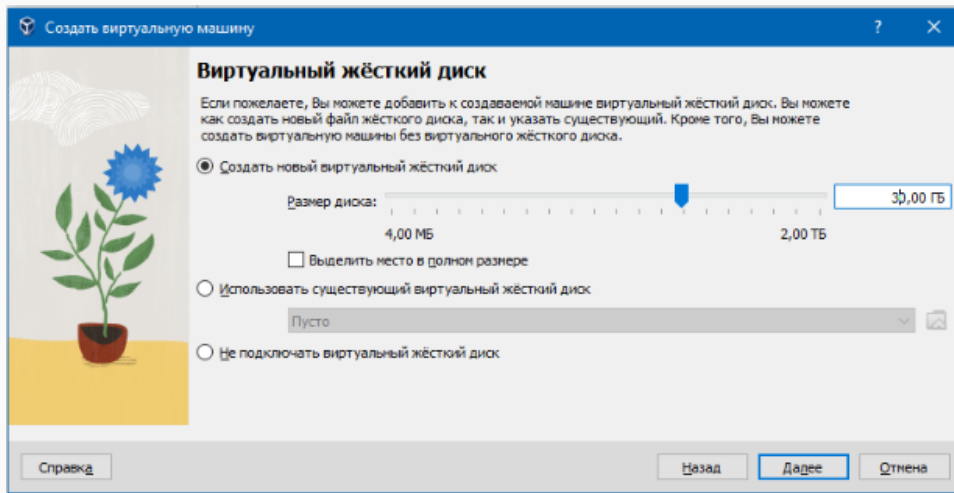 Создать виртуальную машину
?
Виртуальный жёсткий диск
Если пожелаете, Вы можете добавить к создаваемой машине виртуальный жёсткий диск. Вы можете
как создать новый файл жёсткого диска, так и указать существующий. Кроме того, Вы можете
создать виртуальную машины без виртуального жёсткого диска.
Создать новый виртуальный жёсткий диск
Размер диска:
30,00 ГБ
4,00 МБ 2,00 ТБ
Выделить место в полном размере
Использовать существующий виртуальный жёсткий диск
Пусто
Не подключать виртуальный жёсткий диск
Справка Назад Далее Отмена